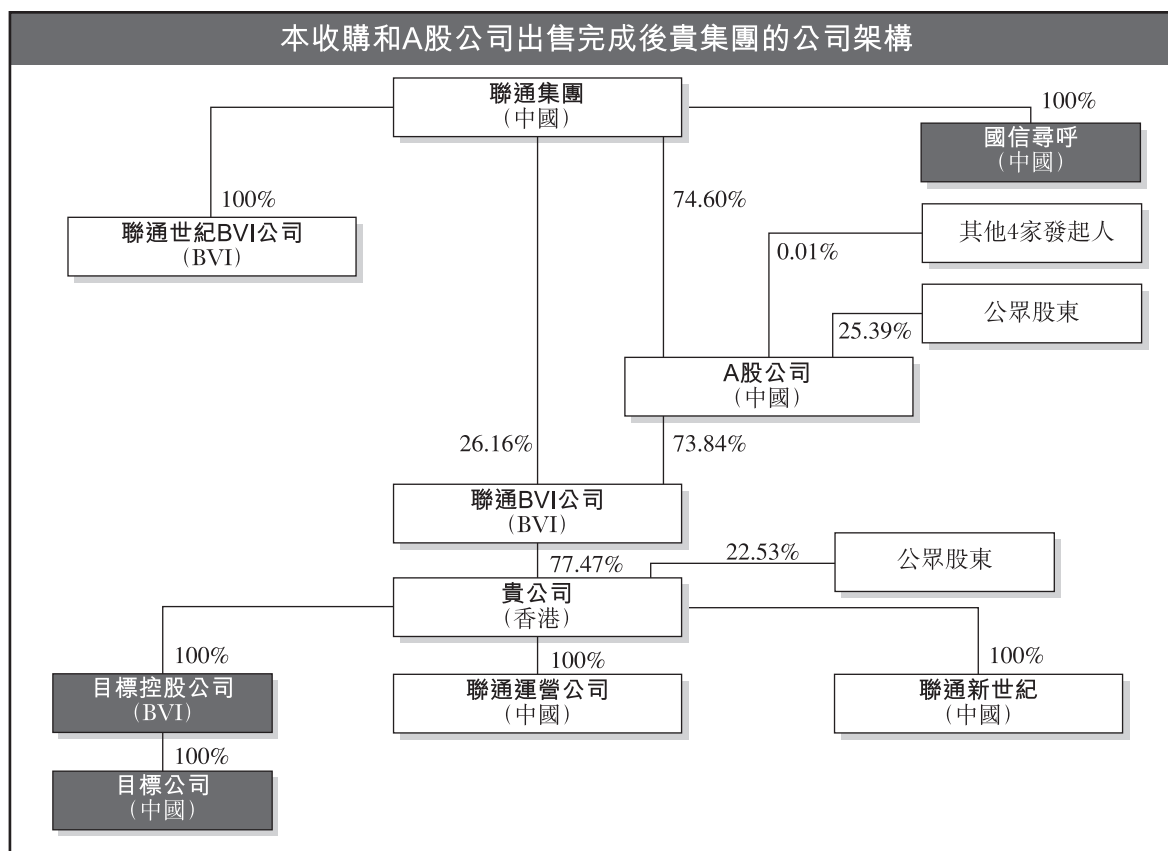 本收購和A股公司出售完成後貴集團的公司架構
聯通集團
(中國)
100%
國信尋呼
(中國)
100%
聯通世紀BVI公司
(BVI)
74.60%
其他4家發起人
0.01%
公眾股東
25.39%
A股公司
(中國)
26.16%
73.84%
聯通BVI公司
(BVI)
77.47%
22.53%
公眾股東
貴公司
(香港)
100%
100%
100%
目標控股公司
(BVI)
聯通運營公司
(中國)
聯通新世紀
(中國)
100%
目標公司
(中國)